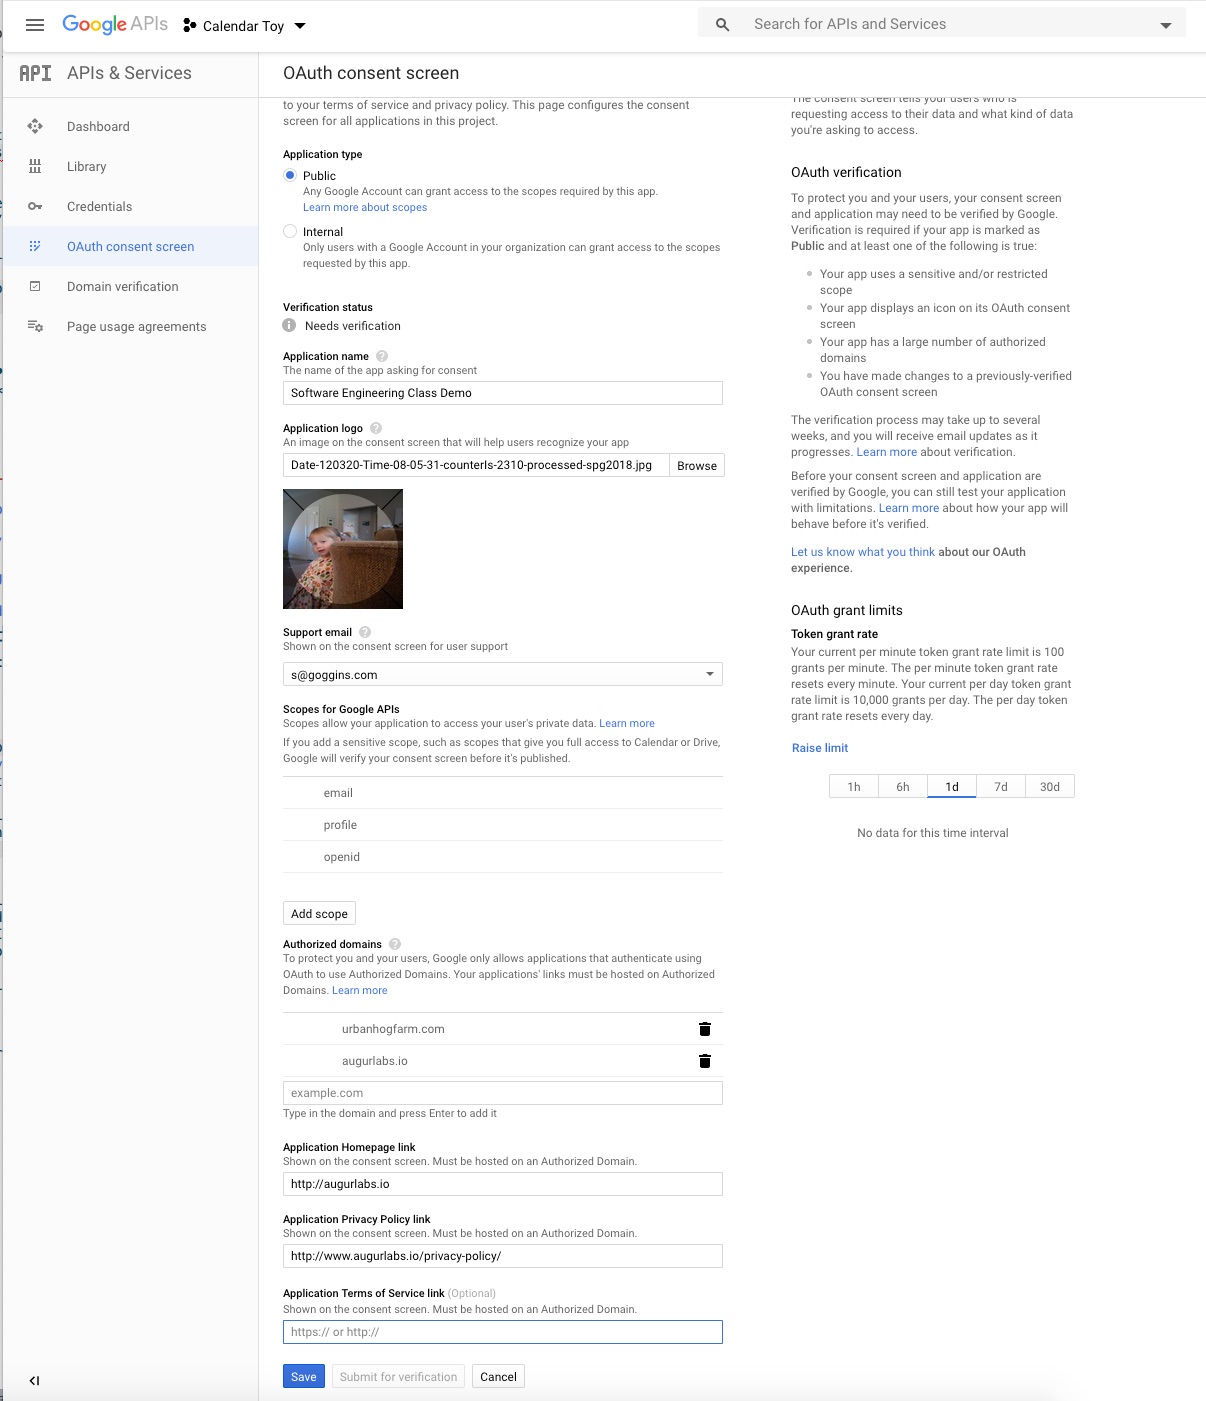 Google APIs
Calendar Toy
Search for APIs and Services
API APIs & Services
Dashboard
Library
Credentials
OAuth consent screen
Domain verification
Page usage agreements
OAuth consent screen
to your terms of service and privacy policy. This page configures the consent
screen for all applications in this project.
Application type
Public
Any Google Account can grant access to the scopes required by this app.
Learn more about scopes
Internal
Only users with a Google Account in your organization can grant access to the scopes
requested by this app.
Verification status
Needs verification
Application name
The name of the app asking for consent
Software Engineering Class Demo
Application logo
An image on the consent screen that will help users recognize your app
Date-120320-Time-08-05-31-counterIs-2310-processed-spg2018.jpg
Browse
Support email
Shown on the consent screen for user support
s@goggins.com
Scopes for Google APIs
Scopes allow your application to access your user's private data. Learn more
If you add a sensitive scope, such as scopes that give you full access to Calendar or Drive,
Google will verify your consent screen before it's published.
email
profile
openid
Add scope
Authorized domains
To protect you and your users, Google only allows applications that authenticate using
OAuth to use Authorized Domains. Your applications' links must be hosted on Authorized
Domains. Learn more
urbanhogfarm.com
augurlabs.io
example.com
Type in the domain and press Enter to add it
Application Homepage link
Shown on the consent screen. Must be hosted on an Authorized Domain.
http://augurlabs.io
Application Privacy Policy link
Shown on the consent screen. Must be hosted on an Authorized Domain.
http://www.augurlabs.io/privacy-policy/
Application Terms of Service link (Optional)
Shown on the consent screen. Must be hosted on an Authorized Domain.
https:// or http://
Save
Submit for verification
Cancel
The consent screen tells your users who is
requesting access to their data and what kind of data
you're asking to access.
OAuth verification
To protect you and your users, your consent screen
and application may need to be verified by Google.
Verification is required if your app is marked as
Public and at least one of the following is true:
Your app uses a sensitive and/or restricted
scope
Your app displays an icon on its OAuth consent
screen
Your app has a large number of authorized
domains
You have made changes to a previously-verified
OAuth consent screen
The verification process may take up to several
weeks, and you will receive email updates as it
progresses. Learn more about verification.
Before your consent screen and application are
verified by Google, you can still test your application
with limitations. Learn more about how your app will
behave before it's verified.
Let us know what you think about our OAuth
experience.
OAuth grant limits
Token grant rate
Your current per minute token grant rate limit is 100
grants per minute. The per minute token grant rate
resets every minute. Your current per day token grant
rate limit is 10,000 grants per day. The per day token
grant rate resets every day.
Raise limit
1h 6h 1d 7d 30d
No data for this time interval